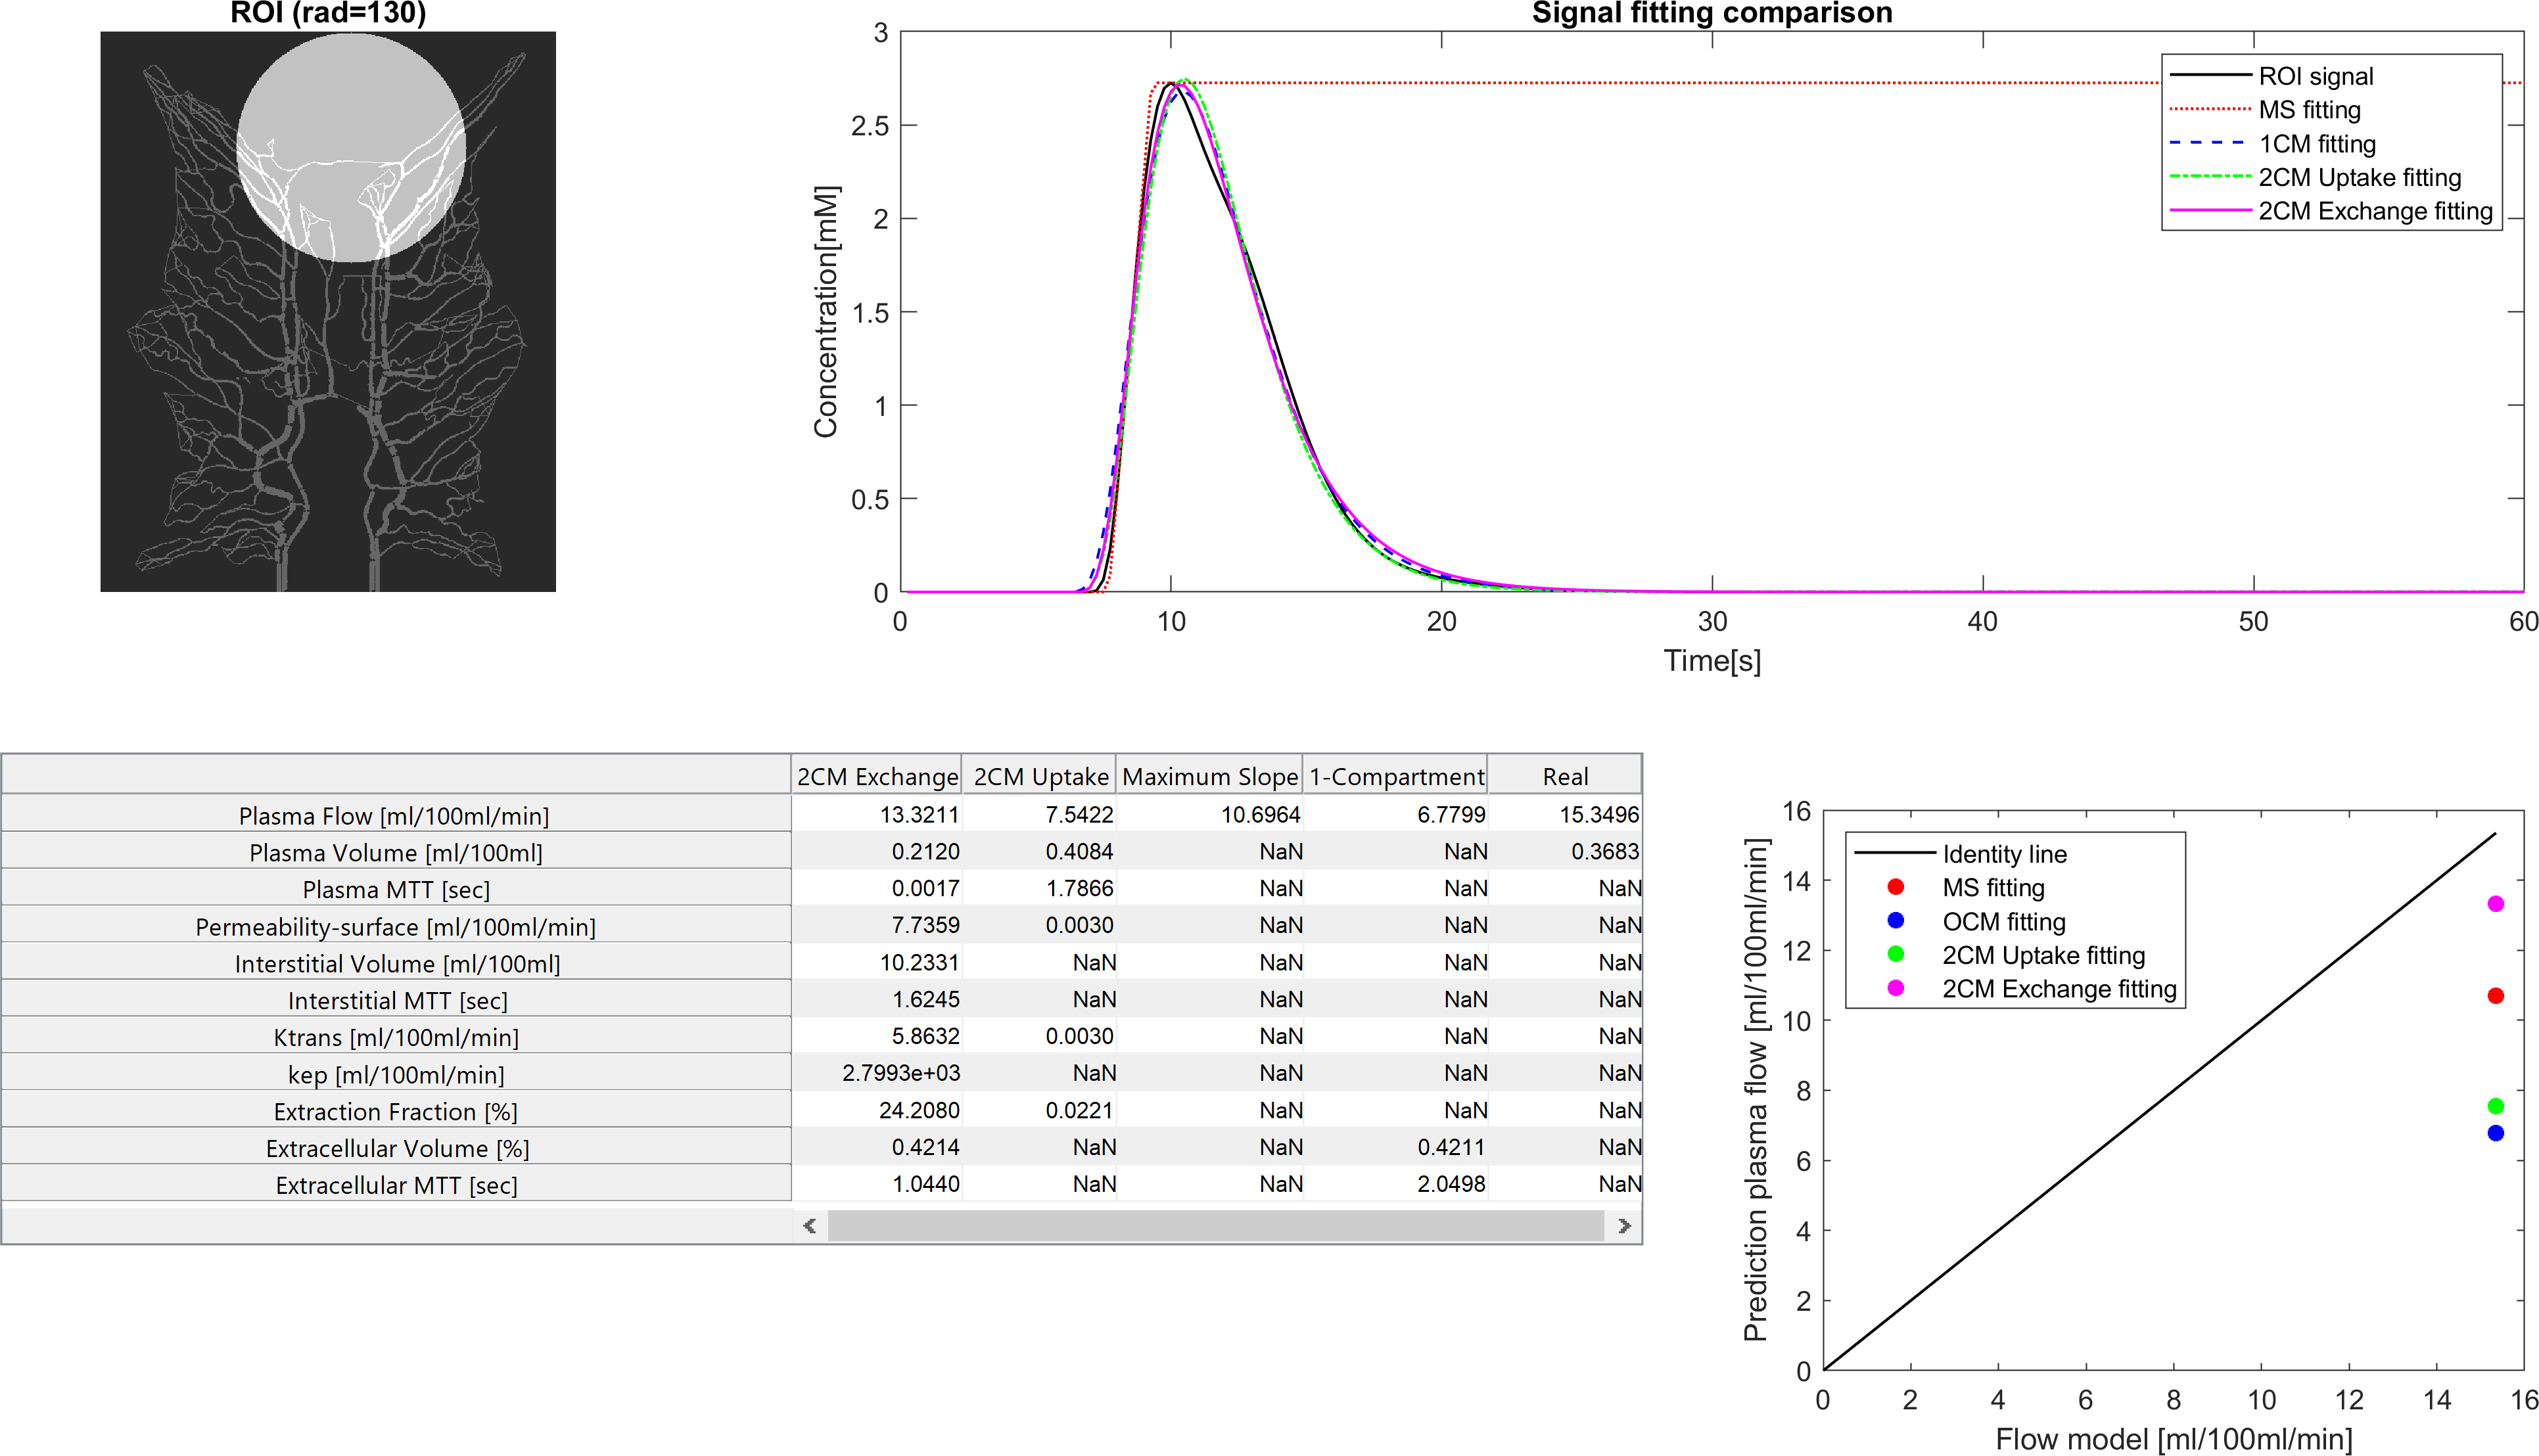 ROI (rad=130)
Signal fitting comparison
3
2.5
2
1.5
1
0.5
0
Concentration[mM]
0 10 20 30 40 50 60
Time[s]
ROI signal
MS fitting
1CM fitting
2CM Uptake fitting
2CM Exchange fitting
2CM Exchange 2CM Uptake Maximum Slope 1-Compartment Real
Plasma Flow [ml/100ml/min] 13.3211 7.5422 10.6964 6.7799 15.3496
Plasma Volume [ml/100ml] 0.2120 0.4084 NaN NaN 0.3683
Plasma MTT [sec] 0.0017 1.7866 NaN NaN NaN
Permeability-surface [ml/100ml/min] 7.7359 0.0030 NaN NaN NaN
Interstitial Volume [ml/100ml] 10.2331 NaN NaN NaN NaN
Interstitial MTT [sec] 1.6245 NaN NaN NaN NaN
Ktrans [ml/100ml/min] 5.8632 0.0030 NaN NaN NaN
kep [ml/100ml/min] 2.7993e+03 NaN NaN NaN NaN
Extraction Fraction [%] 24.2080 0.0221 NaN NaN NaN
Extracellular Volume [%] 0.4214 NaN NaN 0.4211 NaN
Extracellular MTT [sec] 1.0440 NaN NaN 2.0498 NaN
16
14
12
10
8
6
4
2
0
Prediction plasma flow [ml/100ml/min]
Identity line
MS fitting
OCM fitting
2CM Uptake fitting
2CM Exchange fitting
0 2 4 6 8 10 12 14 16
Flow model [ml/100ml/min]